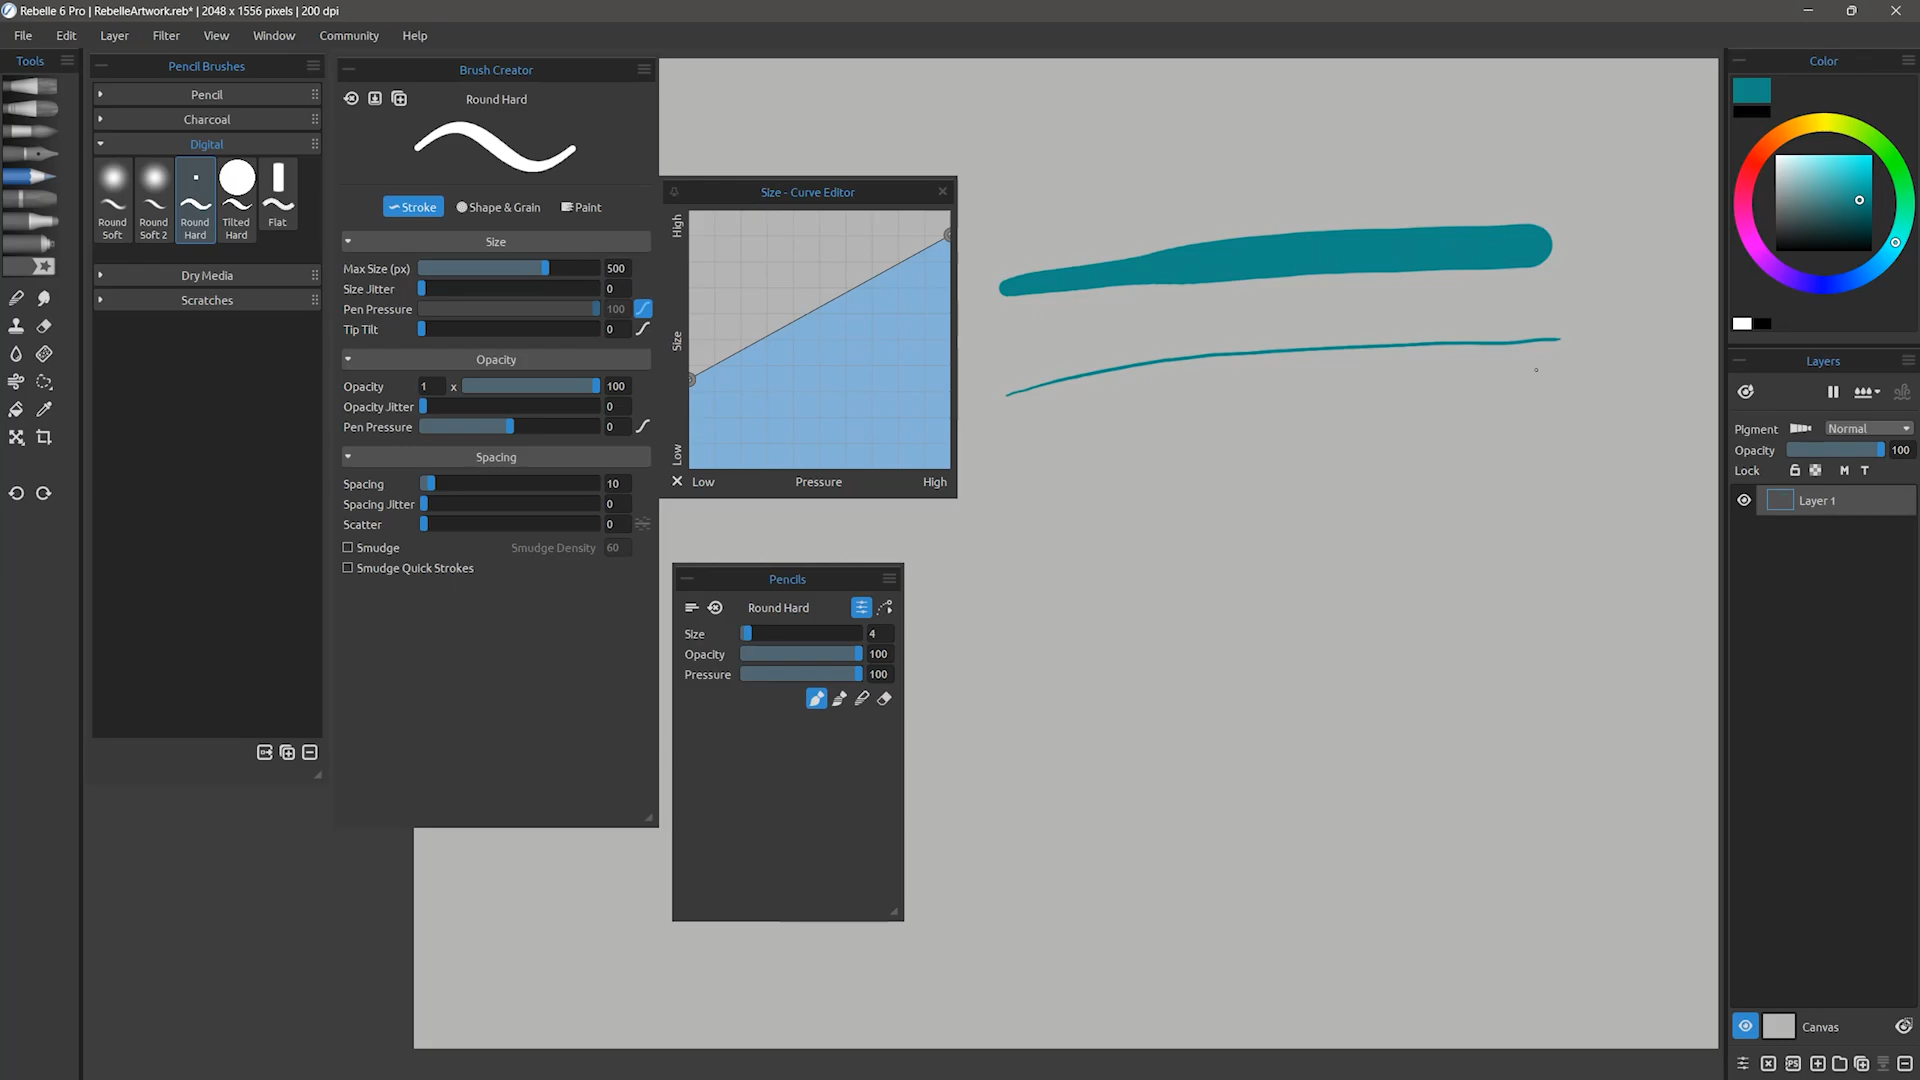 Rebelle 6 Pro | RebelleArtwork.reb* | 2048 x 1556 pixels | 200 dpi
File Edit Layer Filter View Window Community Help
Tools
Pencil Brushes
Pencil
Charcoal
Digital
Round Soft
Round Soft 2
Round Hard
Tilted Hard
Flat
Dry Media
Scratches
Brush Creator
Round Hard
Stroke Shape & Grain Paint
Size
Max Size (px) 500
Size Jitter 0
Pen Pressure 100
Tip Tilt 0
Opacity
Opacity 1 x 100
Opacity Jitter 0
Pen Pressure 0
Spacing
Spacing 10
Spacing Jitter 0
Scatter 0
Smudge Smudge Density 60
Smudge Quick Strokes
Size - Curve Editor
High
Size
Low
Low Pressure High
Pencils
Round Hard
Size 4
Opacity 100
Pressure 100
Color
Layers
Pigment Normal
Opacity 100
Lock M T
Layer 1
Canvas
PS